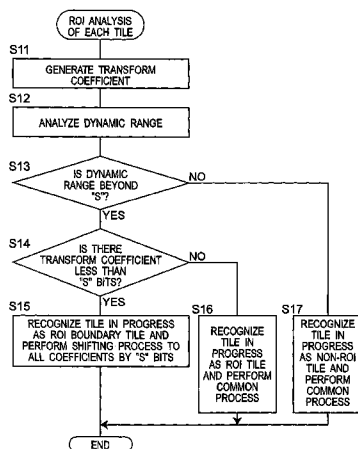 ROI ANALYSIS
OF EACH TILE
S11
GENERATE TRANSFORM
COEFFICIENT
S12
ANALYZE DYNAMIC RANGE
S13
IS DYNAMIC
RANGE BEYOND
"S"?
NO
YES
S14
IS THERE
TRANSFORM COEFFICIENT
LESS THAN
"S" BITS?
NO
YES
S15
RECOGNIZE TILE IN PROGRESS
AS ROI BOUNDARY TILE AND
PERFORM SHIFTING PROCESS TO
ALL COEFFICIENTS BY "S" BITS
S16
RECOGNIZE
TILE IN
PROGRESS
AS ROI TILE
AND PERFORM
COMMON
PROCESS
S17
RECOGNIZE
TILE IN
PROGRESS
AS NON-ROI
TILE AND
PERFORM
COMMON
PROCESS
END